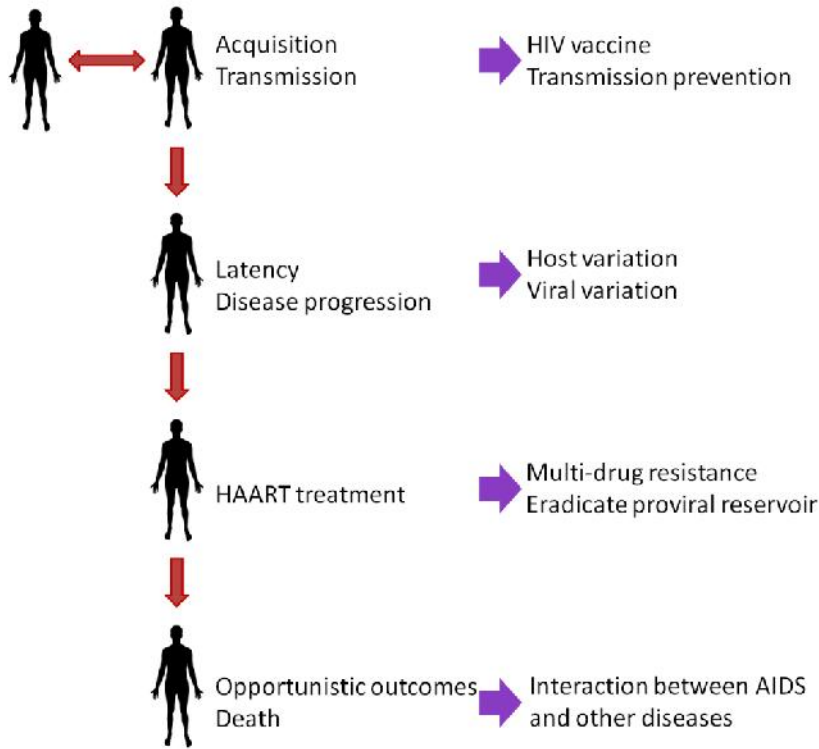 Acquisition
Transmission
HIV vaccine
Transmission prevention
Latency
Disease progression
Host variation
Viral variation
HAART treatment
Multi-drug resistance
Eradicate proviral reservoir
Opportunistic outcomes
Death
Interaction between AIDS
and other diseases